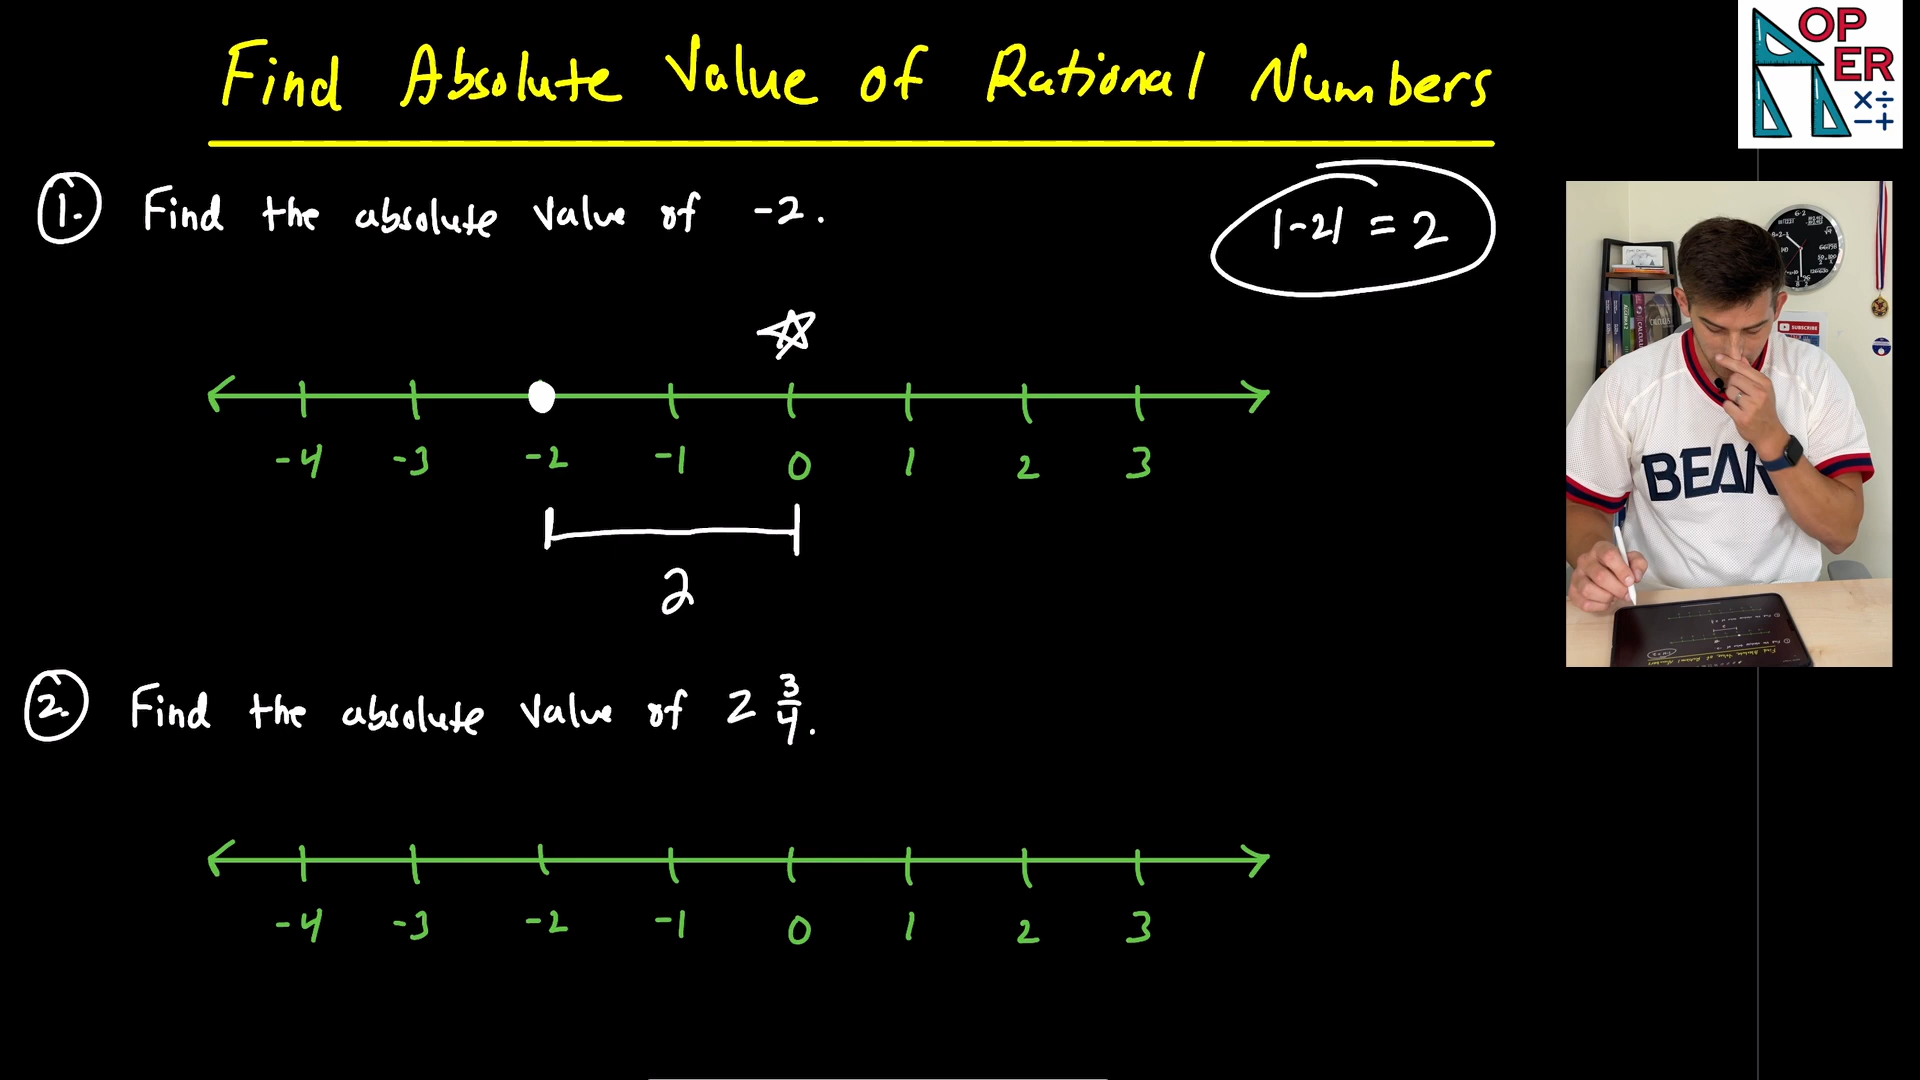 Find Absolute Value of Rational Numbers
OP
ER
×÷
−+
1. Find the absolute value of -2.
|-2| = 2
-4 -3 -2 -1 0 1 2 3
2
2. Find the absolute value of 2 3/4.
-4 -3 -2 -1 0 1 2 3
BEAR
SUBSCRIBE